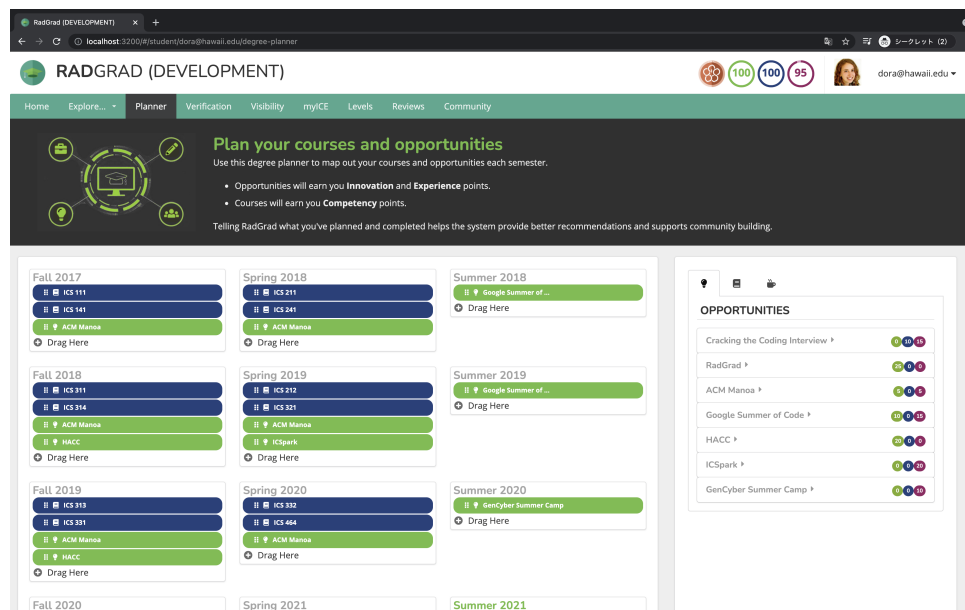 RadGrad (DEVELOPMENT)
localhost:3200/#/student/dora@hawaii.edu/degree-planner
シークレット (2)
RADGRAD (DEVELOPMENT)
100 100 95
dora@hawaii.edu
Home Explore... Planner Verification Visibility myICE Levels Reviews Community
Plan your courses and opportunities
Use this degree planner to map out your courses and opportunities each semester.
• Opportunities will earn you Innovation and Experience points.
• Courses will earn you Competency points.
Telling RadGrad what you've planned and completed helps the system provide better recommendations and supports community building.
Fall 2017
ICS 111
ICS 141
ACM Manoa
Drag Here
Spring 2018
ICS 211
ICS 241
ACM Manoa
Drag Here
Summer 2018
Google Summer of ...
Drag Here
Fall 2018
ICS 311
ICS 314
ACM Manoa
HACC
Drag Here
Spring 2019
ICS 212
ICS 321
ACM Manoa
ICSpark
Drag Here
Summer 2019
Google Summer of ...
Drag Here
Fall 2019
ICS 313
ICS 331
ACM Manoa
HACC
Drag Here
Spring 2020
ICS 332
ICS 464
ACM Manoa
Drag Here
Summer 2020
GenCyber Summer Camp
Drag Here
Fall 2020
Spring 2021
Summer 2021
OPPORTUNITIES
Cracking the Coding Interview 0 10 15
RadGrad 25 0 0
ACM Manoa 5 0 5
Google Summer of Code 10 0 15
HACC 20 0 0
ICSpark 0 0 20
GenCyber Summer Camp 0 0 10